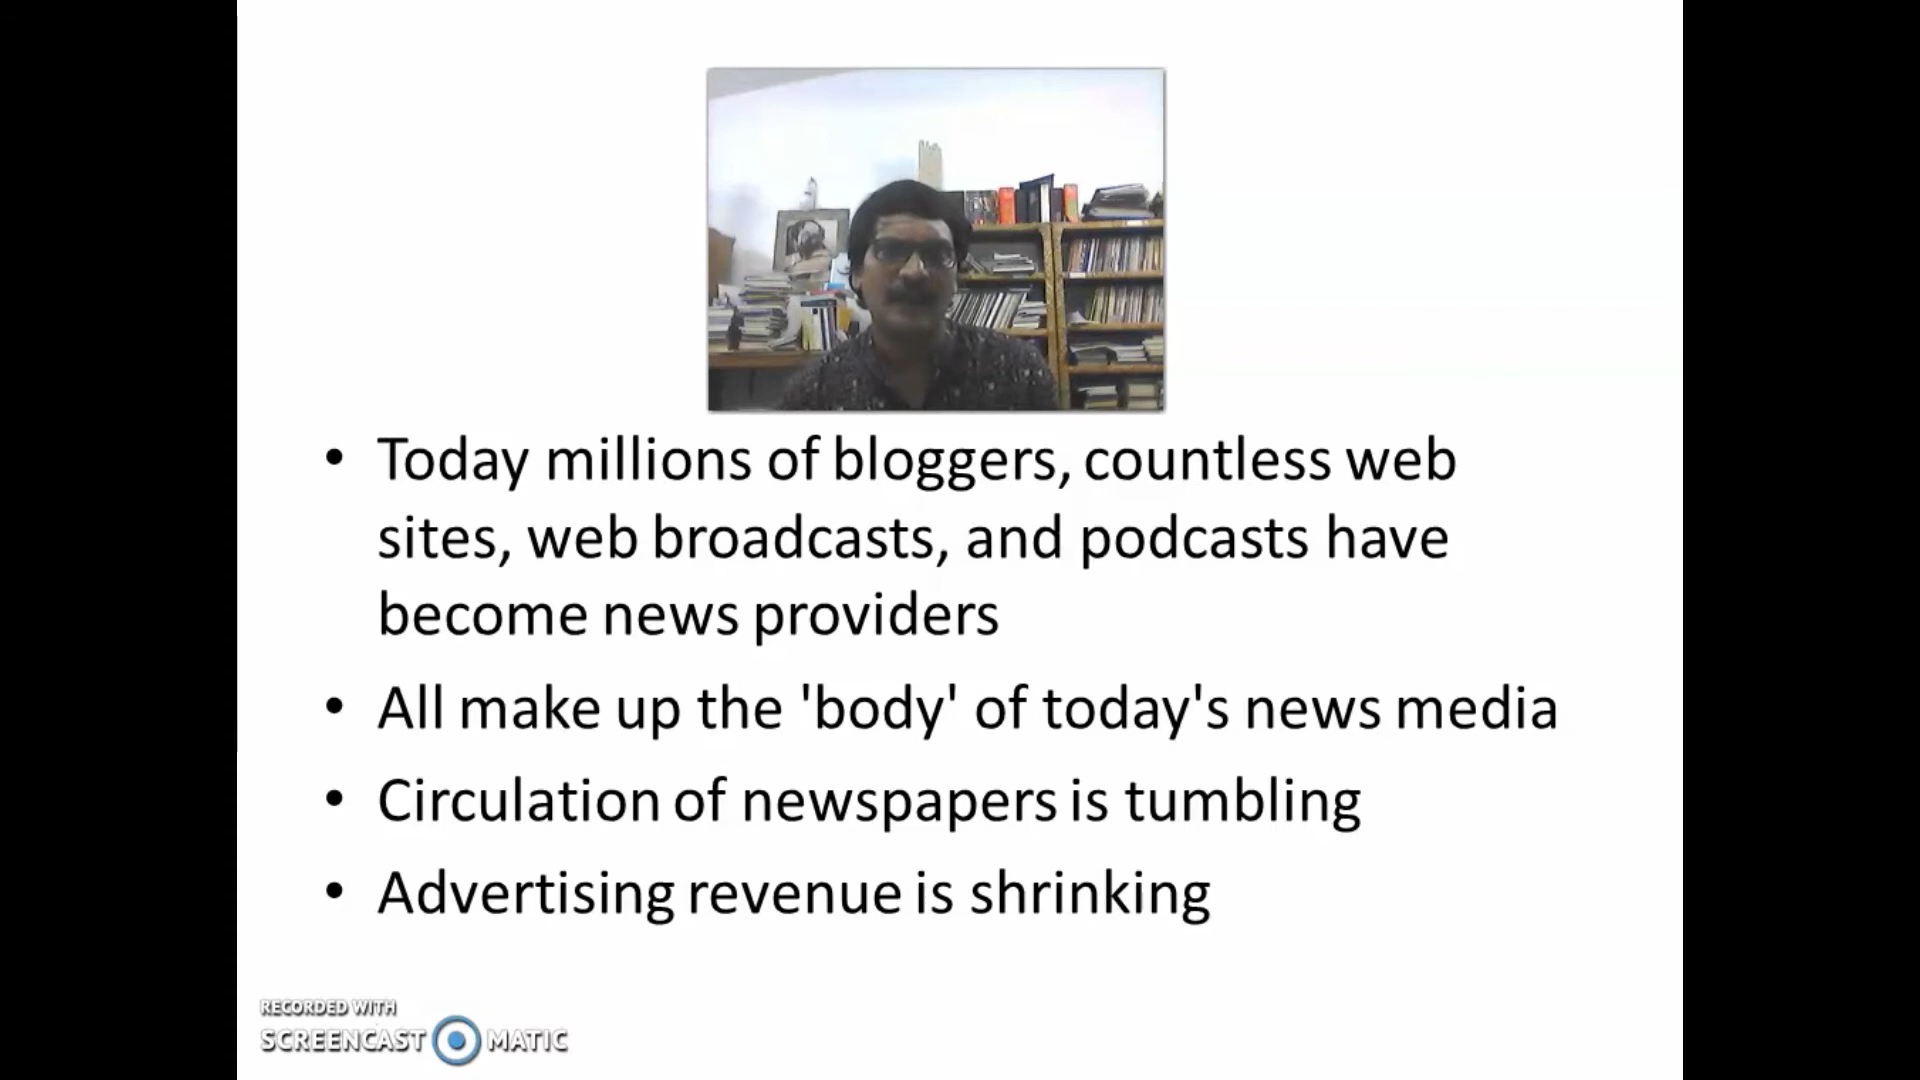 • Today millions of bloggers, countless web
sites, web broadcasts, and podcasts have
become news providers
• All make up the 'body' of today's news media
• Circulation of newspapers is tumbling
• Advertising revenue is shrinking
RECORDED WITH
SCREENCAST MATIC